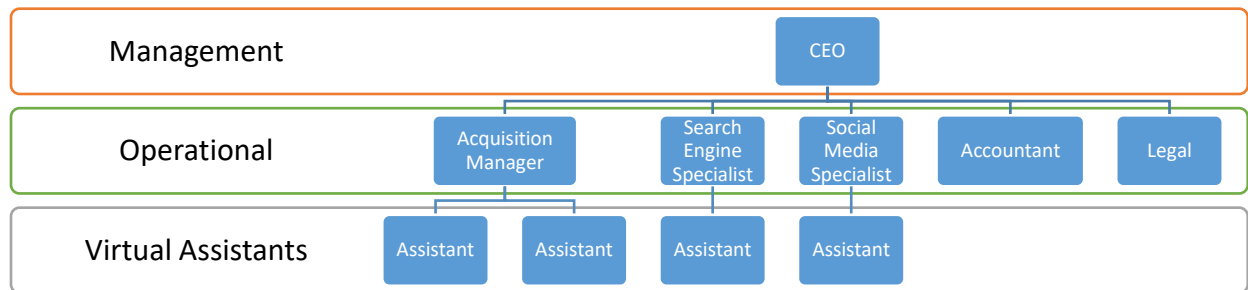 Management
CEO
Operational
Acquisition
Manager
Search
Engine
Specialist
Social
Media
Specialist
Accountant
Legal
Virtual Assistants
Assistant
Assistant
Assistant
Assistant